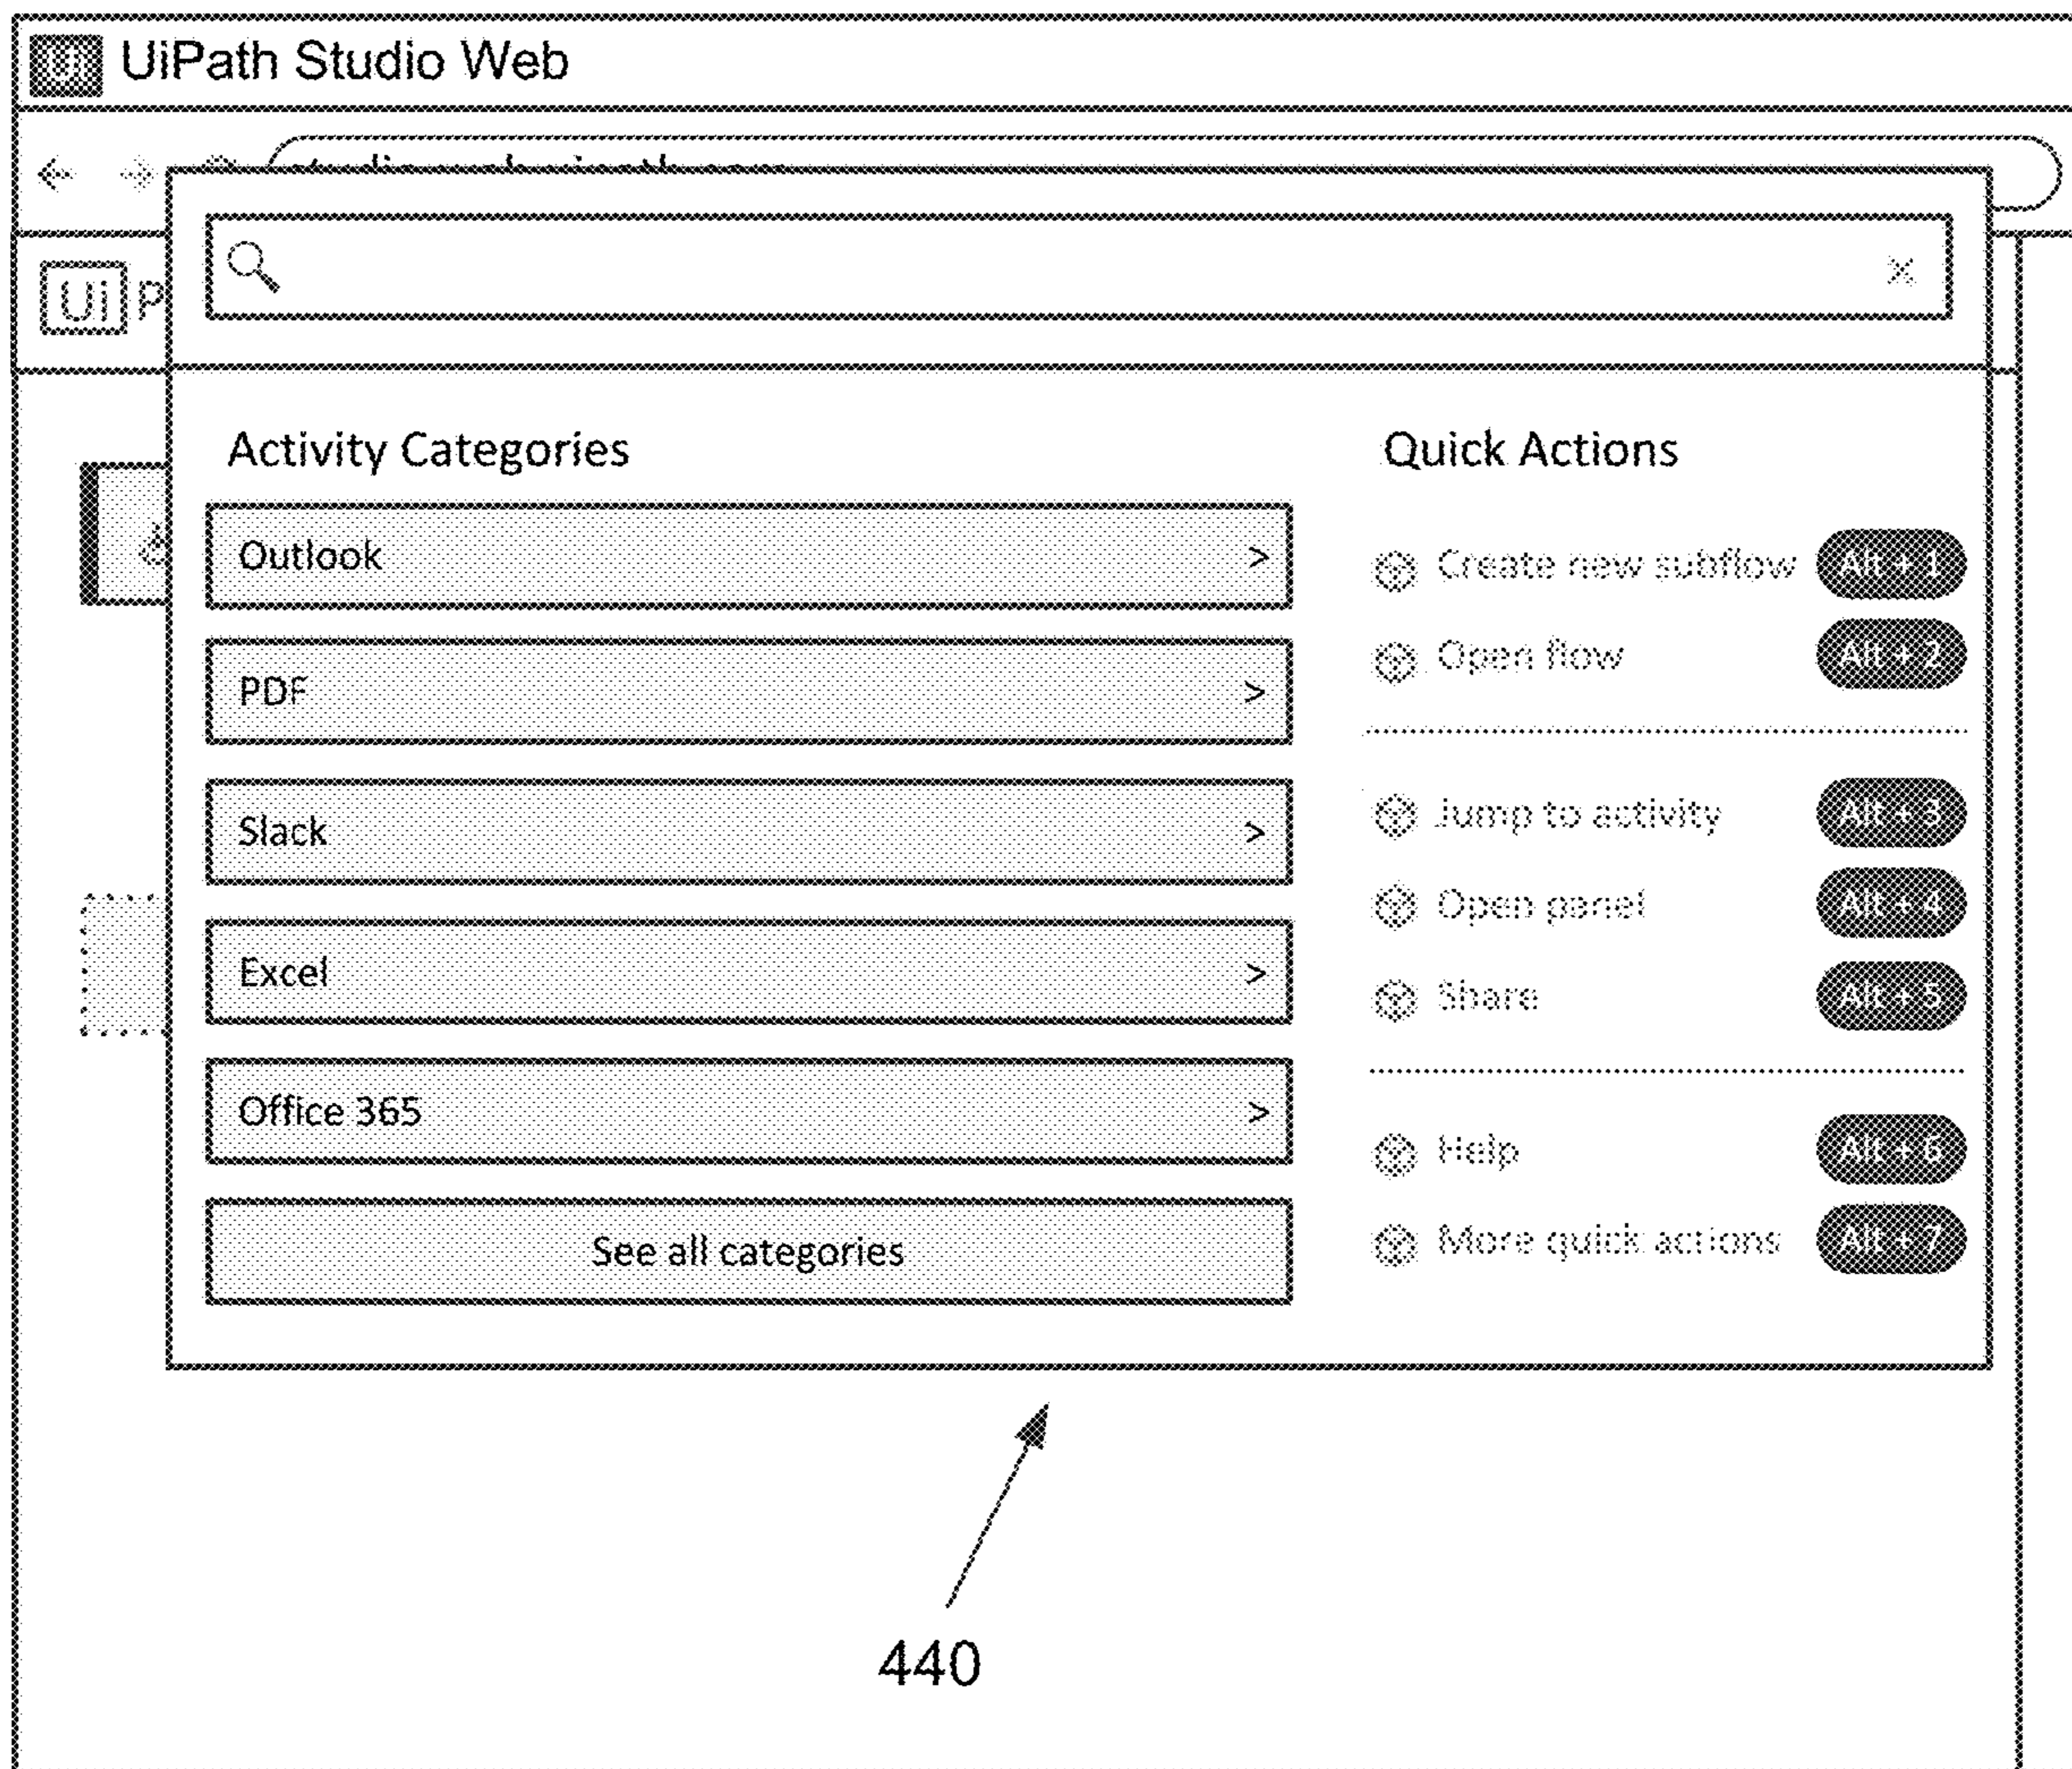 Ui UiPath Studio Web
Ui P
Activity Categories
Outlook >
PDF >
Slack >
Excel >
Office 365 >
See all categories
Quick Actions
Create new subflow Alt + 1
Open flow Alt + 2
Jump to activity Alt + 3
Open panel Alt + 4
Share Alt + 5
Help Alt + 6
More quick actions Alt + 7
440